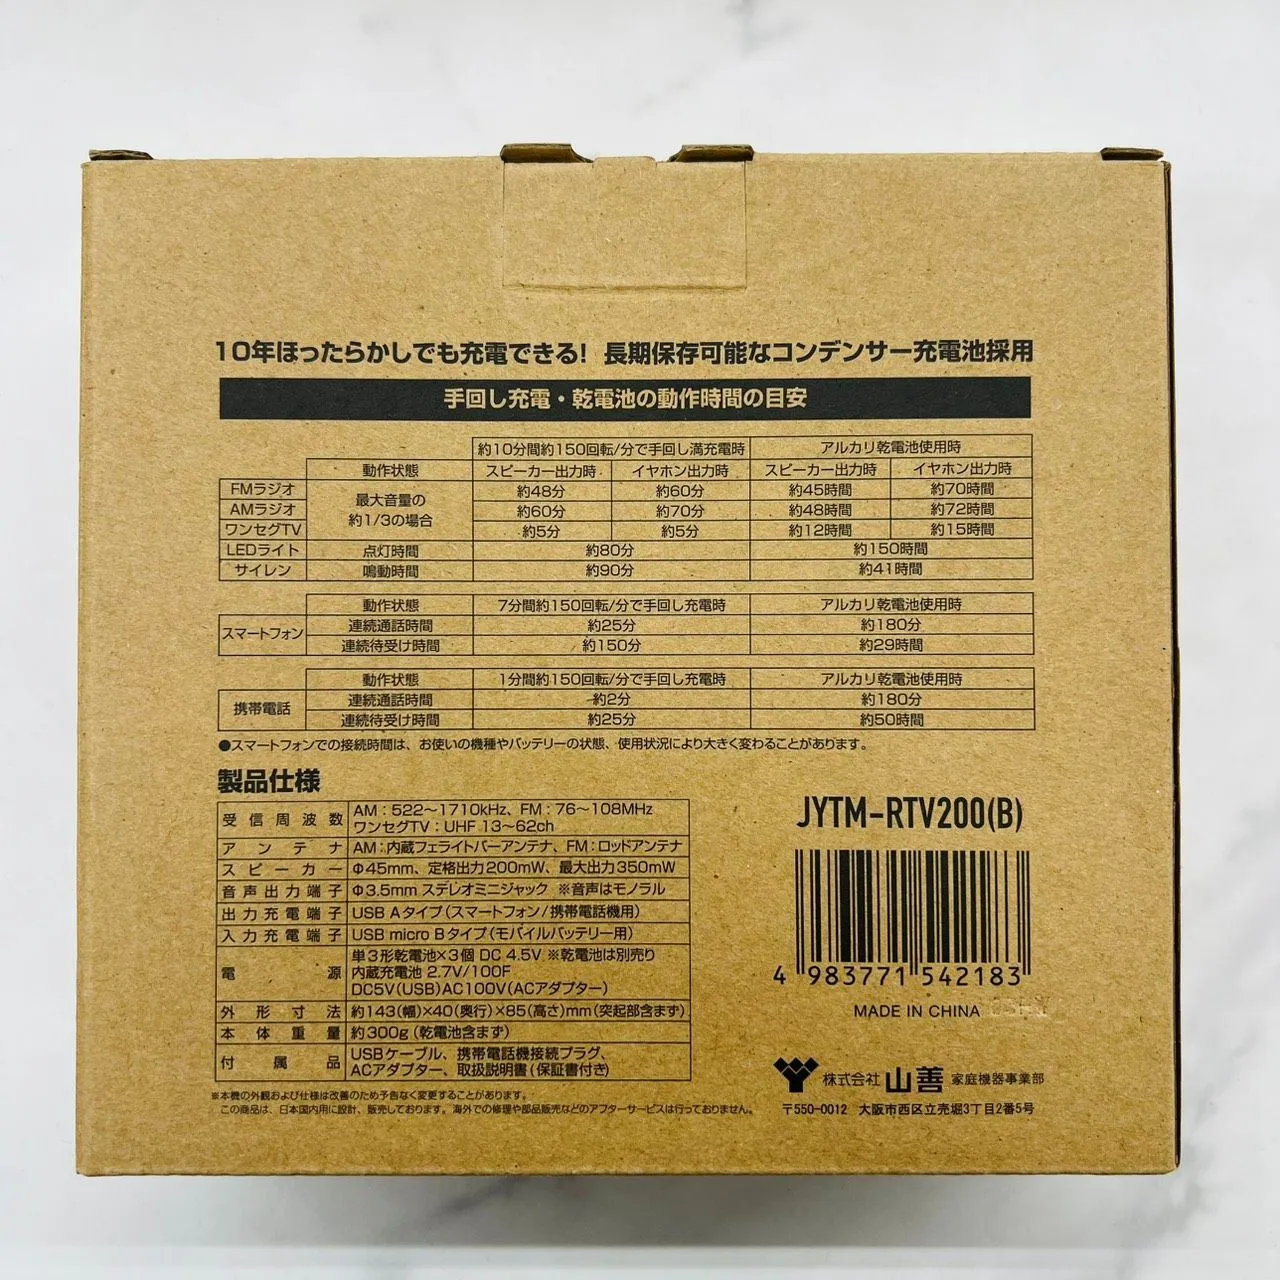 10年ほったらかしでも充電できる! 長期保存可能なコンデンサー充電池採用
手回し充電・乾電池の動作時間の目安
約10分間約150回転/分で手回し満充電時 アルカリ乾電池使用時
動作状態 スピーカー出力時 イヤホン出力時 スピーカー出力時 イヤホン出力時
FMラジオ 最大音量の約1/3の場合 約48分 約60分 約45時間 約70時間
AMラジオ 約60分 約70分 約48時間 約72時間
ワンセグTV 約5分 約5分 約12時間 約15時間
LEDライト 点灯時間 約80分 約150時間
サイレン 鳴動時間 約90分 約41時間
動作状態 7分間約150回転/分で手回し充電時 アルカリ乾電池使用時
スマートフォン 連続通話時間 約25分 約180分
連続待受け時間 約150分 約29時間
動作状態 1分間約150回転/分で手回し充電時 アルカリ乾電池使用時
携帯電話 連続通話時間 約2分 約180分
連続待受け時間 約25分 約50時間
●スマートフォンでの接続時間は、お使いの機種やバッテリーの状態、使用状況により大きく変わることがあります。
製品仕様
受信周波数 AM:522～1710kHz、FM:76～108MHz
ワンセグTV:UHF 13～62ch
アンテナ AM:内蔵フェライトバーアンテナ、FM:ロッドアンテナ
スピーカー Φ45mm、定格出力200mW、最大出力350mW
音声出力端子 Φ3.5mm ステレオミニジャック ※音声はモノラル
出力充電端子 USB Aタイプ(スマートフォン/携帯電話機用)
入力充電端子 USB micro Bタイプ(モバイルバッテリー用)
電源 単3形乾電池×3個 DC 4.5V ※乾電池は別売り
内蔵充電池 2.7V/100F
DC5V(USB)AC100V(ACアダプター)
外形寸法 約143(幅)×40(奥行)×85(高さ)mm(突起部含まず)
本体重量 約300g(乾電池含まず)
付属品 USBケーブル、携帯電話機接続プラグ、
ACアダプター、取扱説明書(保証書付き)
※本機の外観および仕様は改善のため予告なく変更することがあります。
この商品は、日本国内用に設計、販売しております。海外での修理や部品販売などのアフターサービスは行っておりません。
JYTM-RTV200(B)
4 983771 542183
MADE IN CHINA
株式会社 山善 家庭機器事業部
〒550-0012 大阪市西区立売堀3丁目2番5号